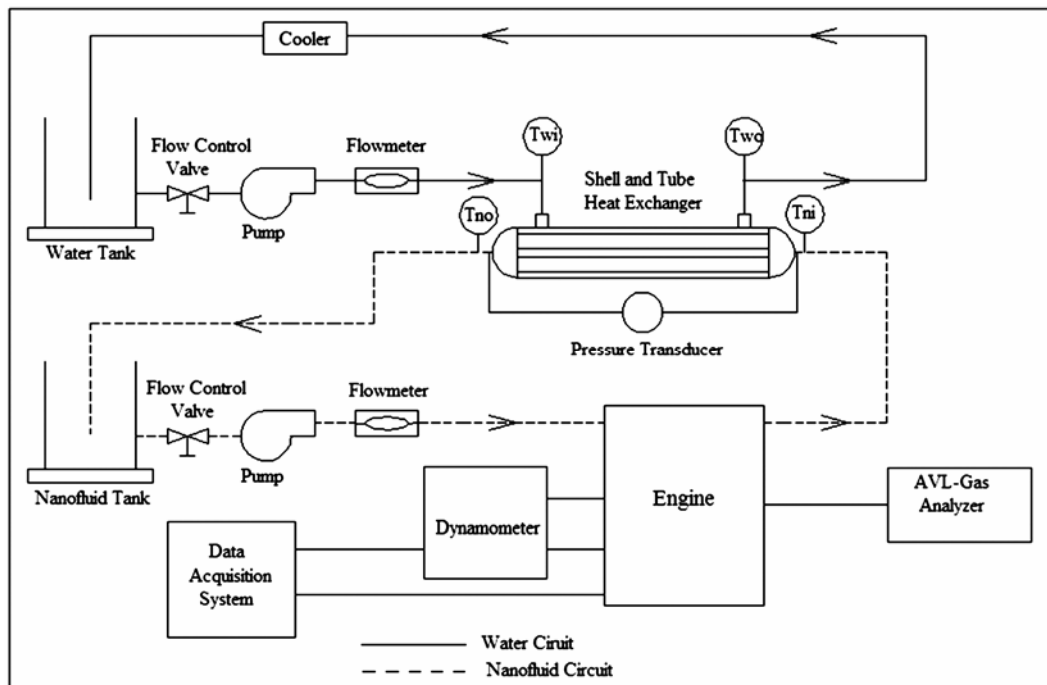 Cooler
Flow Control
Valve
Flowmeter
Twi
Two
Shell and Tube
Heat Exchanger
Tno
Tni
Pump
Water Tank
Pressure Transducer
Flow Control
Valve
Flowmeter
Pump
Nanofluid Tank
Engine
AVL-Gas
Analyzer
Dynamometer
Data
Acquisition
System
Water Ciruit
Nanofluid Circuit